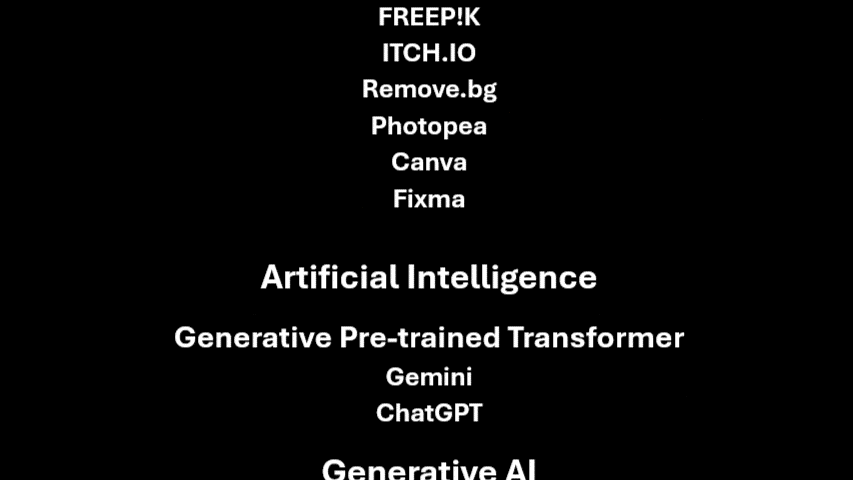 FREEP!K
ITCH.IO
Remove.bg
Photopea
Canva
Fixma
Artificial Intelligence
Generative Pre-trained Transformer
Gemini
ChatGPT
Generative AI